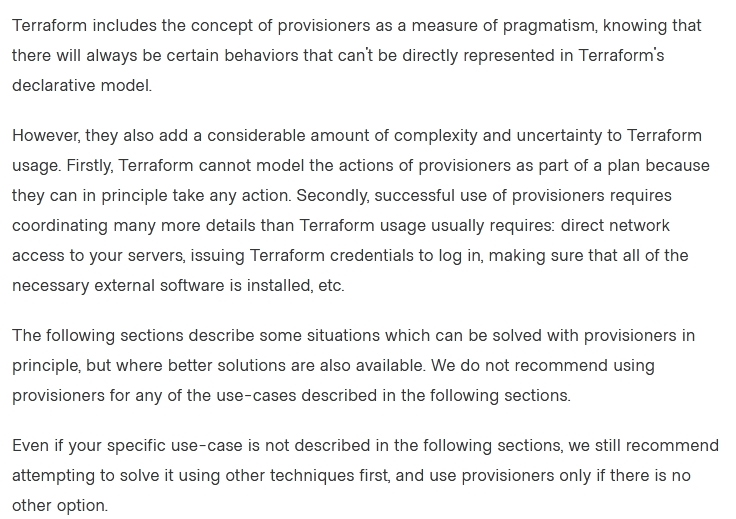 Terraform includes the concept of provisioners as a measure of pragmatism, knowing that
there will always be certain behaviors that can't be directly represented in Terraform's
declarative model.
However, they also add a considerable amount of complexity and uncertainty to Terraform
usage. Firstly, Terraform cannot model the actions of provisioners as part of a plan because
they can in principle take any action. Secondly, successful use of provisioners requires
coordinating many more details than Terraform usage usually requires: direct network
access to your servers, issuing Terraform credentials to log in, making sure that all of the
necessary external software is installed, etc.
The following sections describe some situations which can be solved with provisioners in
principle, but where better solutions are also available. We do not recommend using
provisioners for any of the use-cases described in the following sections.
Even if your specific use-case is not described in the following sections, we still recommend
attempting to solve it using other techniques first, and use provisioners only if there is no
other option.